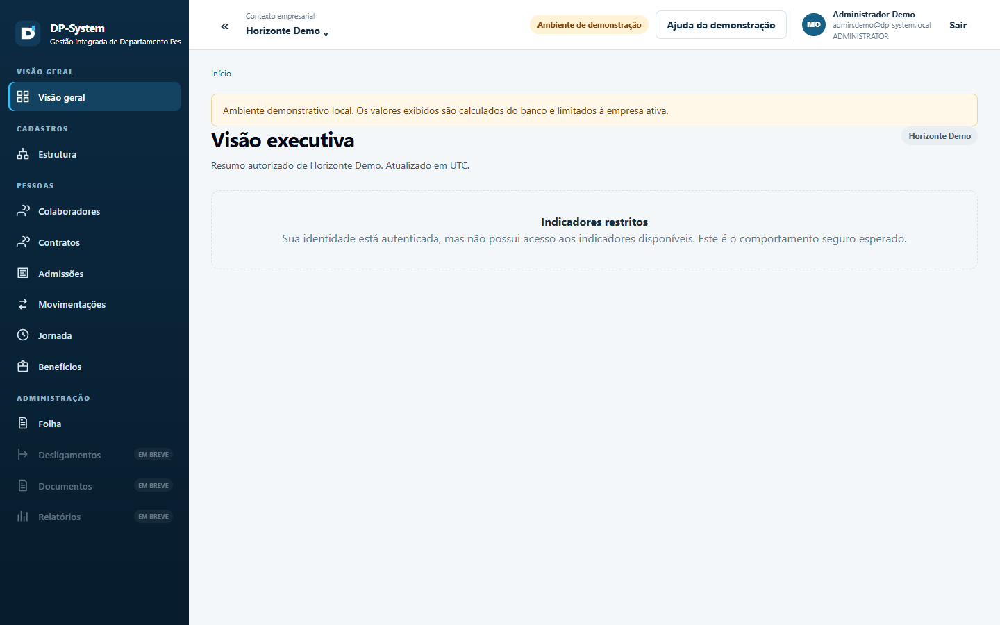 DP-System
Gestão integrada de Departamento Pes
VISÃO GERAL
Visão geral
CADASTROS
Estrutura
PESSOAS
Colaboradores
Contratos
Admissões
Movimentações
Jornada
Benefícios
ADMINISTRAÇÃO
Folha
Desligamentos EM BREVE
Documentos EM BREVE
Relatórios EM BREVE
«
Contexto empresarial
Horizonte Demo
Ambiente de demonstração
Ajuda da demonstração
MO
Administrador Demo
admin.demo@dp-system.local
ADMINISTRATOR
Sair
Início
Ambiente demonstrativo local. Os valores exibidos são calculados do banco e limitados à empresa ativa.
Visão executiva
Horizonte Demo
Resumo autorizado de Horizonte Demo. Atualizado em UTC.
Indicadores restritos
Sua identidade está autenticada, mas não possui acesso aos indicadores disponíveis. Este é o comportamento seguro esperado.